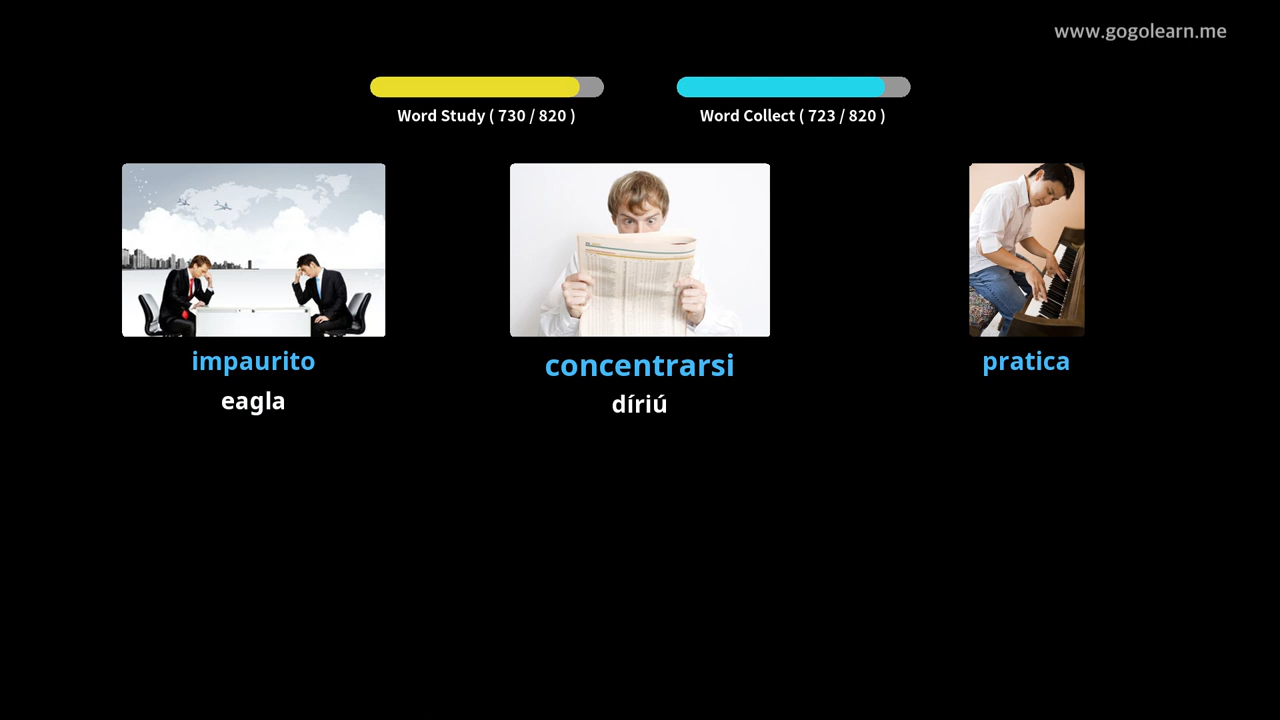 www.gogolearn.me
Word Study ( 730 / 820 )
Word Collect ( 723 / 820 )
impaurito
eagla
concentrarsi
díriú
pratica